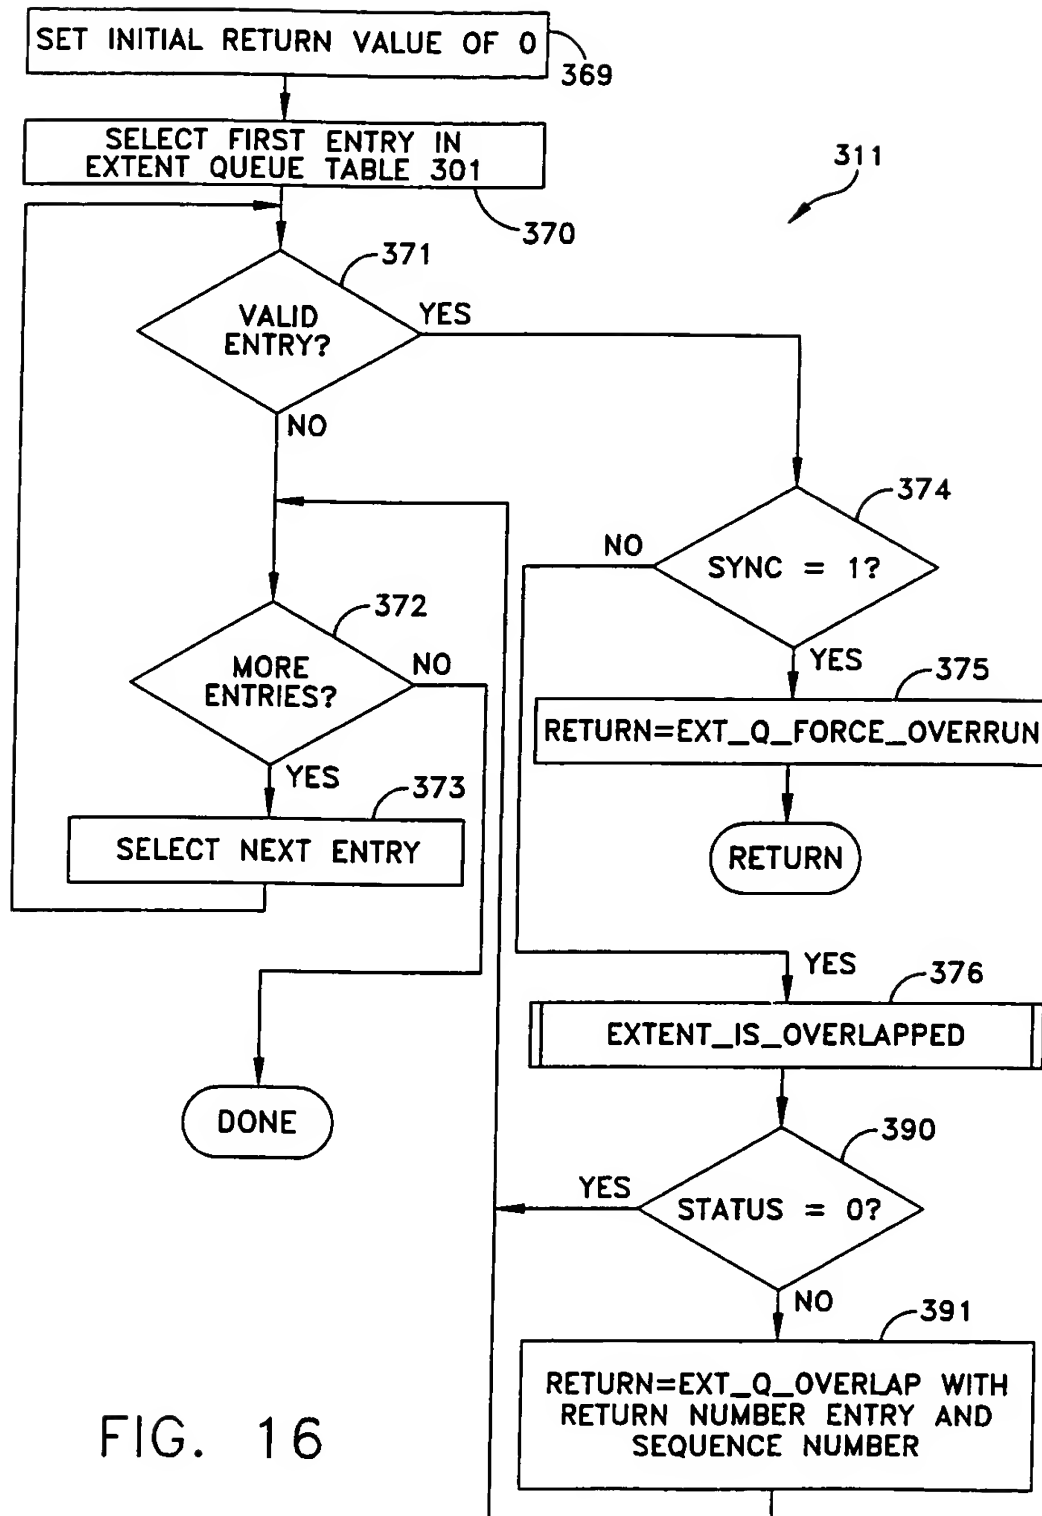 SET INITIAL RETURN VALUE OF 0
369
SELECT FIRST ENTRY IN
EXTENT QUEUE TABLE 301
370
311
371
VALID
ENTRY?
YES
NO
374
SYNC = 1?
NO
YES
372
MORE
ENTRIES?
NO
YES
375
RETURN=EXT_Q_FORCE_OVERRUN
373
SELECT NEXT ENTRY
RETURN
YES
376
EXTENT_IS_OVERLAPPED
DONE
390
STATUS = 0?
YES
NO
391
RETURN=EXT_Q_OVERLAP WITH
RETURN NUMBER ENTRY AND
SEQUENCE NUMBER
FIG. 16